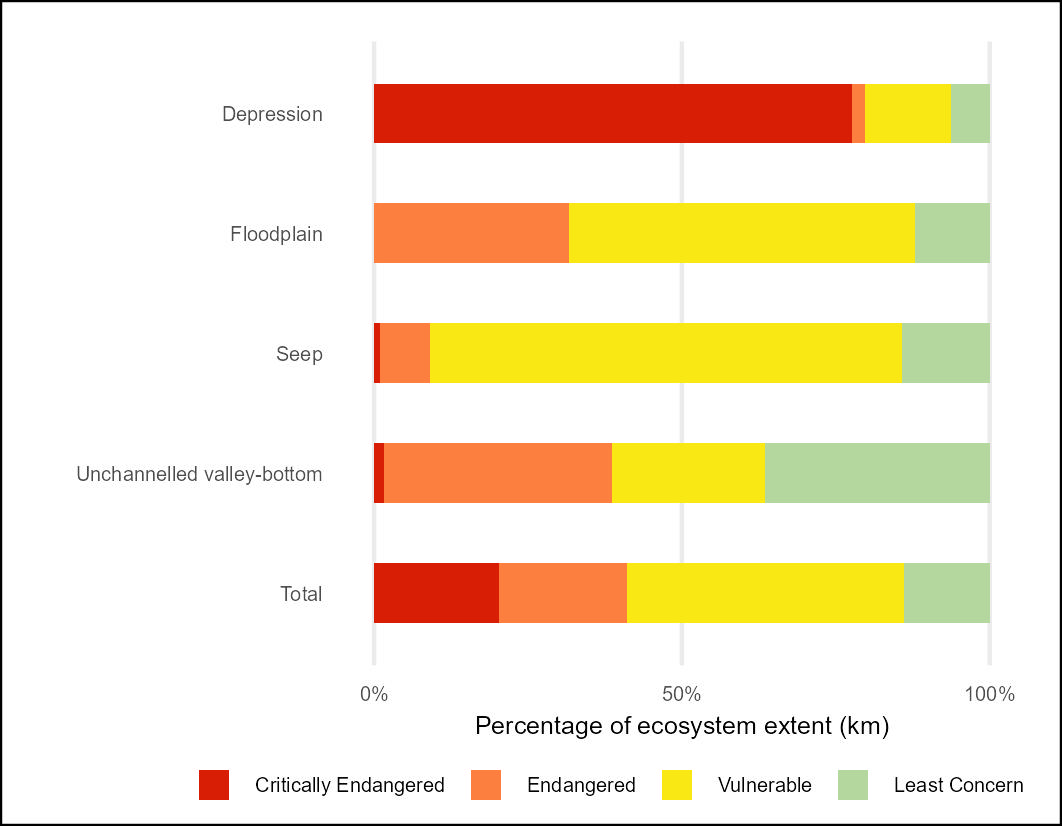 Depression
Floodplain
Seep
Unchannelled valley-bottom
Total
0% 50% 100%
Percentage of ecosystem extent (km)
Critically Endangered Endangered Vulnerable Least Concern